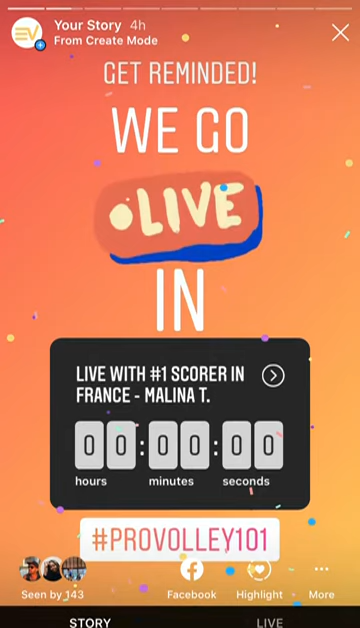 EV
Your Story 4h
From Create Mode
GET REMINDED!
WE GO
LIVE
IN
LIVE WITH #1 SCORER IN
FRANCE - MALINA T.
00:00:00
hours minutes seconds
#PROVOLLEY101
Seen by 143 Facebook Highlight More
STORY LIVE